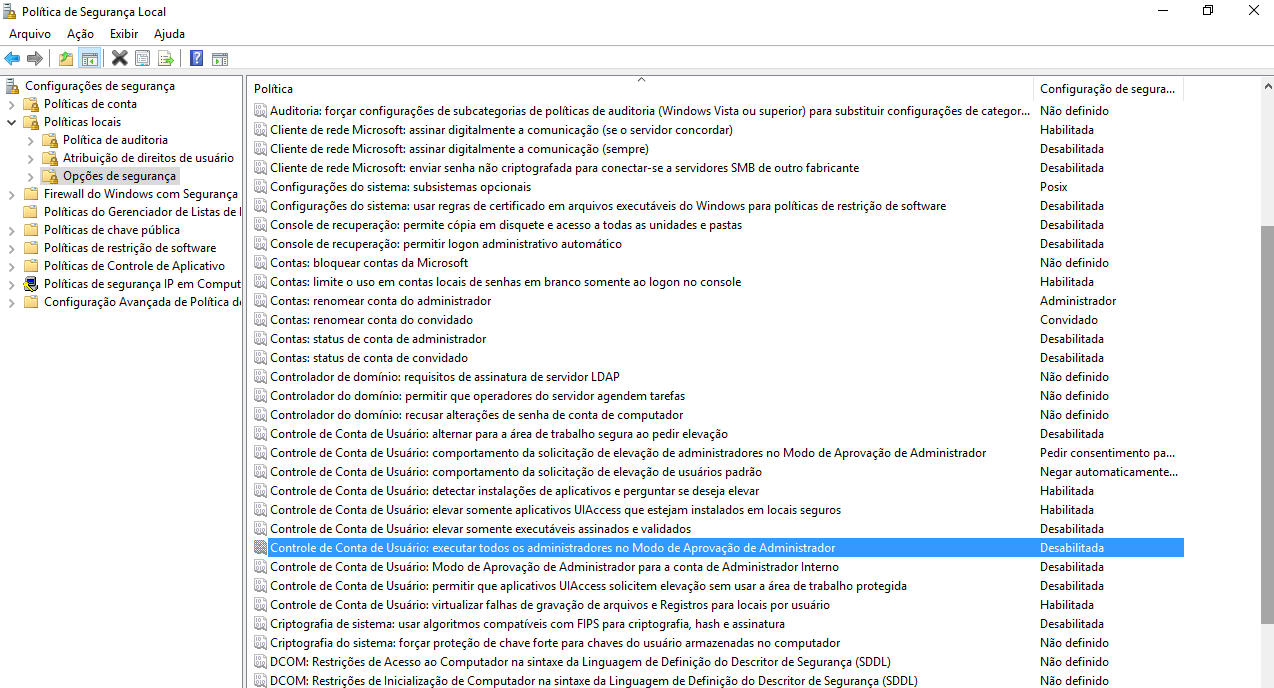 Política de Segurança Local
Arquivo Ação Exibir Ajuda
Configurações de segurança
Políticas de conta
Políticas locais
Política de auditoria
Atribuição de direitos de usuário
Opções de segurança
Firewall do Windows com Segurança
Políticas do Gerenciador de Listas de
Políticas de chave pública
Políticas de restrição de software
Políticas de Controle de Aplicativo
Políticas de segurança IP em Comput
Configuração Avançada de Política de
Política Configuração de segura...
Auditoria: forçar configurações de subcategorias de políticas de auditoria (Windows Vista ou superior) para substituir configurações de categor... Não definido
Cliente de rede Microsoft: assinar digitalmente a comunicação (se o servidor concordar) Habilitada
Cliente de rede Microsoft: assinar digitalmente a comunicação (sempre) Desabilitada
Cliente de rede Microsoft: enviar senha não criptografada para conectar-se a servidores SMB de outro fabricante Desabilitada
Configurações do sistema: subsistemas opcionais Posix
Configurações do sistema: usar regras de certificado em arquivos executáveis do Windows para políticas de restrição de software Desabilitada
Console de recuperação: permite cópia em disquete e acesso a todas as unidades e pastas Desabilitada
Console de recuperação: permitir logon administrativo automático Desabilitada
Contas: bloquear contas da Microsoft Não definido
Contas: limite o uso em contas locais de senhas em branco somente ao logon no console Habilitada
Contas: renomear conta do administrador Administrador
Contas: renomear conta do convidado Convidado
Contas: status de conta de administrador Desabilitada
Contas: status de conta de convidado Desabilitada
Controlador de domínio: requisitos de assinatura de servidor LDAP Não definido
Controlador do domínio: permitir que operadores do servidor agendem tarefas Não definido
Controlador do domínio: recusar alterações de senha de conta de computador Não definido
Controle de Conta de Usuário: alternar para a área de trabalho segura ao pedir elevação Desabilitada
Controle de Conta de Usuário: comportamento da solicitação de elevação de administradores no Modo de Aprovação de Administrador Pedir consentimento pa...
Controle de Conta de Usuário: comportamento da solicitação de elevação de usuários padrão Negar automaticamente...
Controle de Conta de Usuário: detectar instalações de aplicativos e perguntar se deseja elevar Habilitada
Controle de Conta de Usuário: elevar somente aplicativos UIAccess que estejam instalados em locais seguros Habilitada
Controle de Conta de Usuário: elevar somente executáveis assinados e validados Desabilitada
Controle de Conta de Usuário: executar todos os administradores no Modo de Aprovação de Administrador Desabilitada
Controle de Conta de Usuário: Modo de Aprovação de Administrador para a conta de Administrador Interno Desabilitada
Controle de Conta de Usuário: permitir que aplicativos UIAccess solicitem elevação sem usar a área de trabalho protegida Desabilitada
Controle de Conta de Usuário: virtualizar falhas de gravação de arquivos e Registros para locais por usuário Habilitada
Criptografia de sistema: usar algoritmos compatíveis com FIPS para criptografia, hash e assinatura Desabilitada
Criptografia do sistema: forçar proteção de chave forte para chaves do usuário armazenadas no computador Não definido
DCOM: Restrições de Acesso ao Computador na sintaxe da Linguagem de Definição do Descritor de Segurança (SDDL) Não definido
DCOM: Restrições de Inicialização de Computador na sintaxe da Linguagem de Definição do Descritor de Segurança (SDDL) Não definido